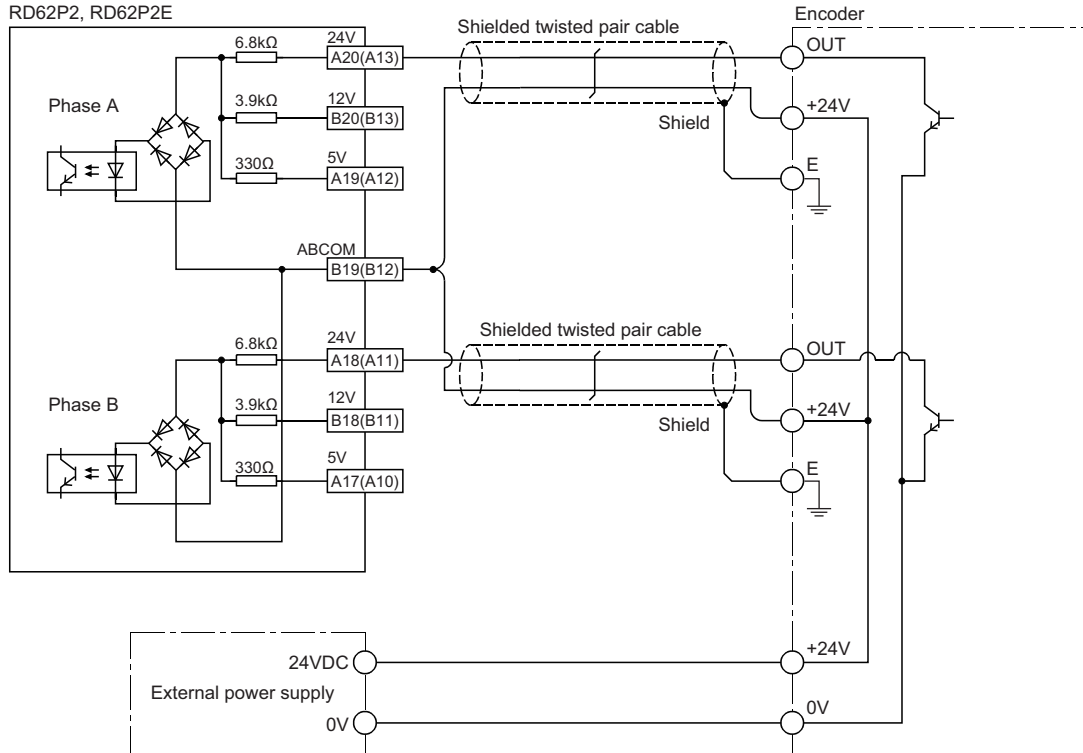 RD62P2, RD62P2E
Encoder
Shielded twisted pair cable
24V
6.8kΩ
A20(A13)
OUT
Phase A
3.9kΩ
12V
B20(B13)
+24V
Shield
330Ω
5V
A19(A12)
E
ABCOM
B19(B12)
Shielded twisted pair cable
24V
6.8kΩ
A18(A11)
OUT
Phase B
3.9kΩ
12V
B18(B11)
+24V
Shield
330Ω
5V
A17(A10)
E
24VDC
+24V
External power supply
0V
0V